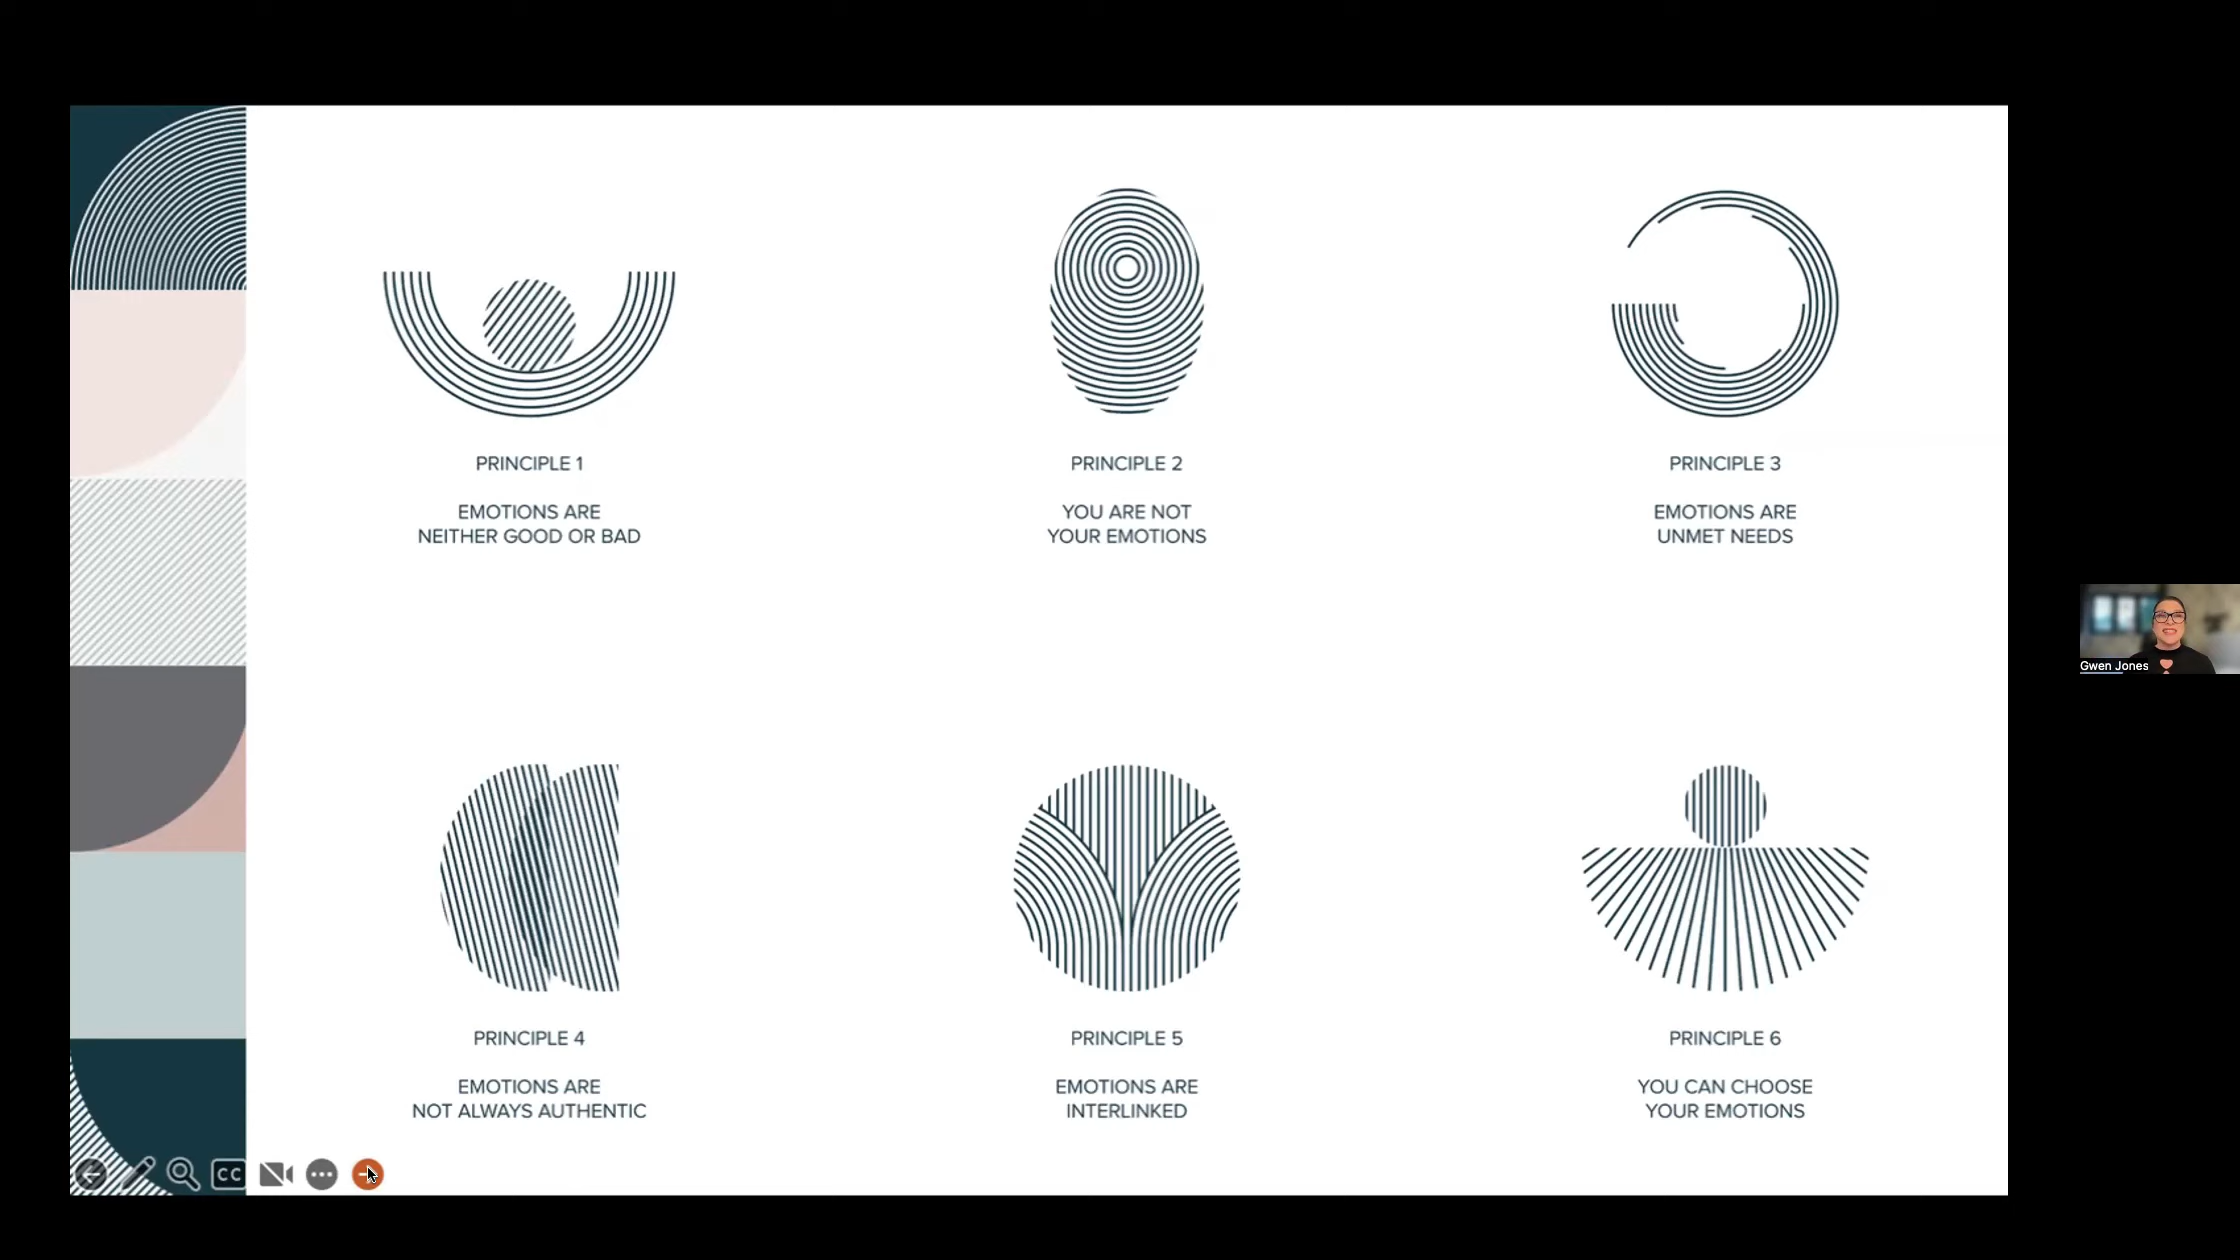 PRINCIPLE 1
EMOTIONS ARE
NEITHER GOOD OR BAD
PRINCIPLE 2
YOU ARE NOT
YOUR EMOTIONS
PRINCIPLE 3
EMOTIONS ARE
UNMET NEEDS
Gwen Jones
PRINCIPLE 4
EMOTIONS ARE
NOT ALWAYS AUTHENTIC
PRINCIPLE 5
EMOTIONS ARE
INTERLINKED
PRINCIPLE 6
YOU CAN CHOOSE
YOUR EMOTIONS
CC